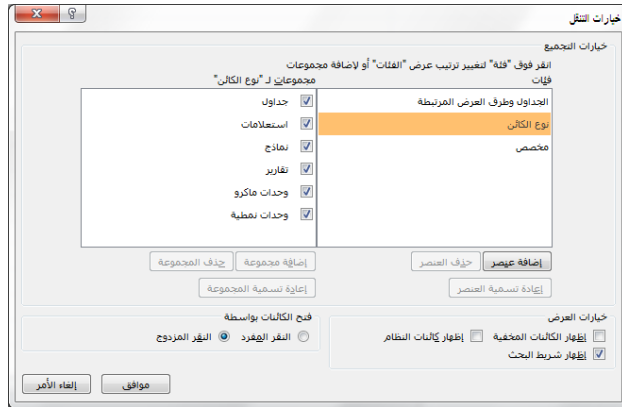 خيارات التنقل
خيارات التجميع
انقر فوق "فئة" لتغيير ترتيب عرض "الفئات" أو لإضافة مجموعات
فئات
مجموعات لـ "نوع الكائن"
الجداول وطرق العرض المرتبطة
نوع الكائن
مخصص
جداول
استعلامات
نماذج
تقارير
وحدات ماكرو
وحدات نمطية
إضافة عنصر
حذف العنصر
إضافة مجموعة
حذف المجموعة
إعادة تسمية العنصر
إعادة تسمية المجموعة
خيارات العرض
إظهار الكائنات المخفية
إظهار كائنات النظام
إظهار شريط البحث
فتح الكائنات بواسطة
النقر المفرد
النقر المزدوج
موافق
إلغاء الأمر